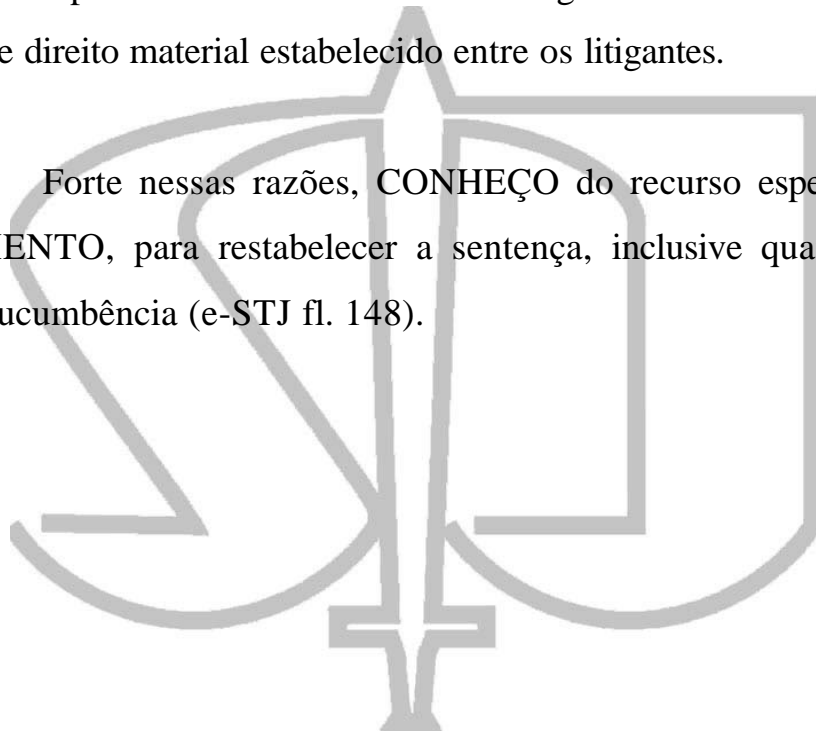 e direito material estabelecido entre os litigantes.
Forte nessas razões, CONHEÇO do recurso espe
MENTO, para restabelecer a sentença, inclusive qua
ucumbência (e-STJ fl. 148).